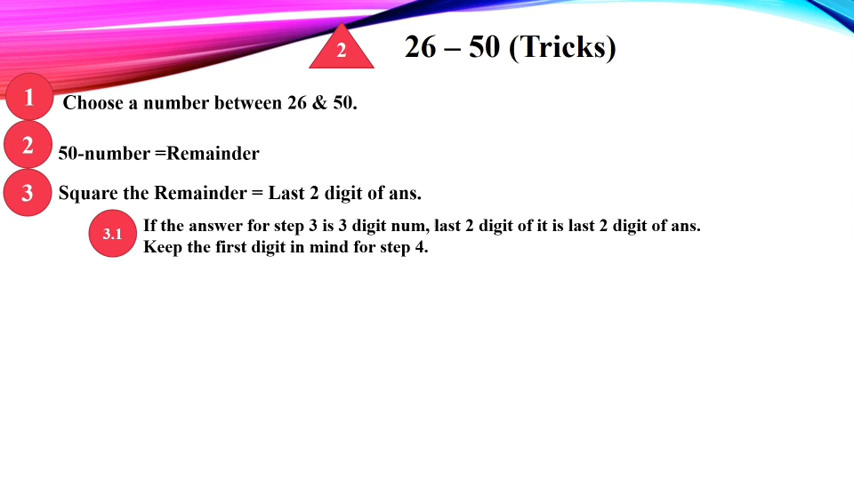 2
26 – 50 (Tricks)
1
Choose a number between 26 & 50.
2
50-number =Remainder
3
Square the Remainder = Last 2 digit of ans.
3.1
If the answer for step 3 is 3 digit num, last 2 digit of it is last 2 digit of ans.
Keep the first digit in mind for step 4.